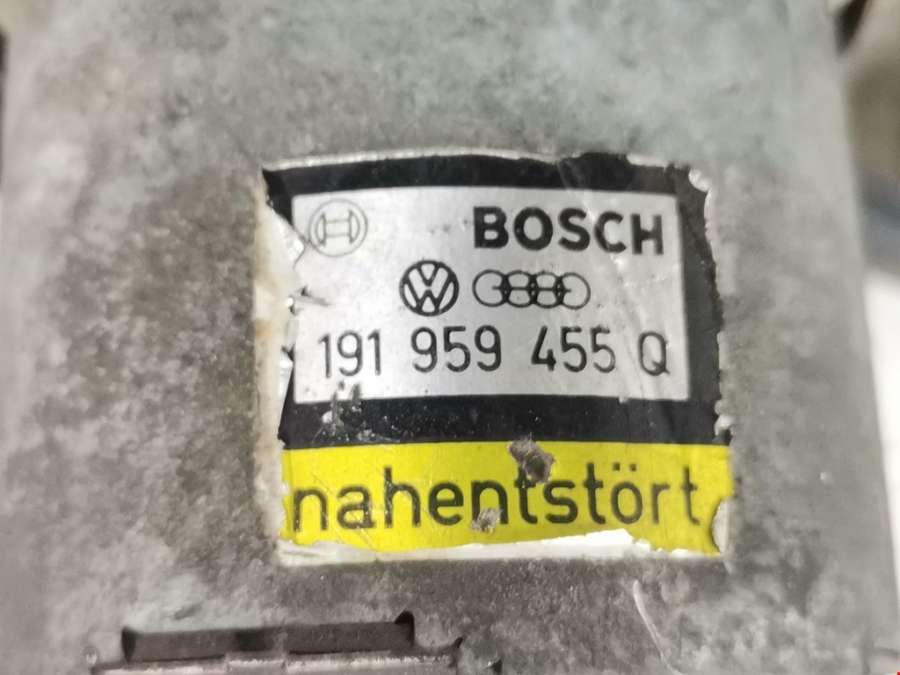 BOSCH
191 959 455 Q
nahentstört